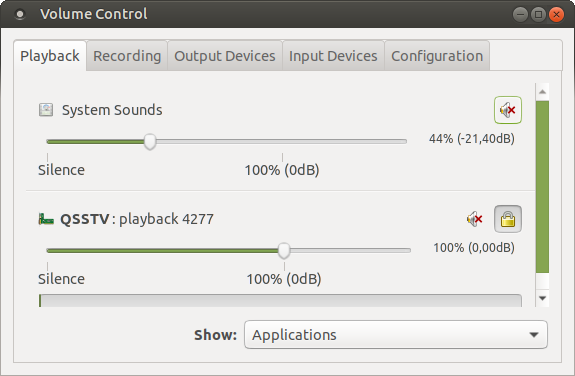 Volume Control
Playback Recording Output Devices Input Devices Configuration
System Sounds
44% (-21,40dB)
Silence 100% (0dB)
QSSTV : playback 4277
100% (0,00dB)
Silence 100% (0dB)
Show: Applications